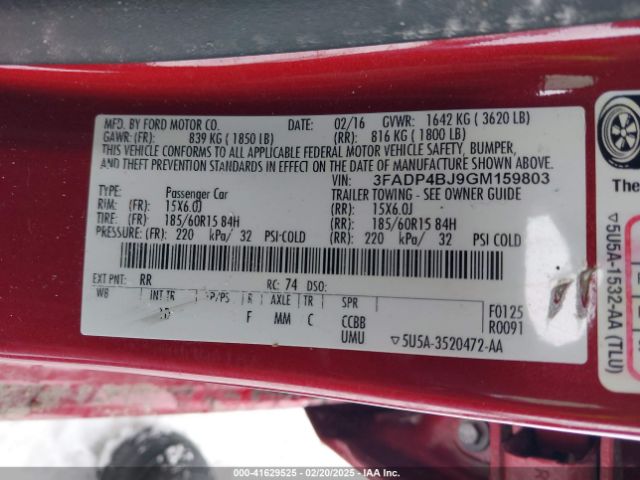 MFD. BY FORD MOTOR CO. DATE: 02/16 GVWR: 1642 KG ( 3620 LB)
GAWR: (FR): 839 KG ( 1850 LB) (RR): 816 KG ( 1800 LB)
THIS VEHICLE CONFORMS TO ALL APPLICABLE FEDERAL MOTOR VEHICLE SAFETY, BUMPER,
AND THEFT PREVENTION STANDARDS IN EFFECT ON THE DATE OF MANUFACTURE SHOWN ABOVE.
VIN: 3FADP4BJ9GM159803
TYPE: Passenger Car TRAILER TOWING - SEE OWNER GUIDE
RIM: (FR): 15X6.0J (RR): 15X6.0J
TIRE: (FR): 185/60R15 84H (RR): 185/60R15 84H
PRESSURE: (FR): 220 kPa/ 32 PSI-COLD (RR): 220 kPa/ 32 PSI COLD
EXT PNT: RR RC: 74 DSO:
WB INT TR TP/PS R AXLE TR SPR
F MM C CCBB
UMU
F0125
R0091
▽5U5A-3520472-AA
The
▽5U5A-1532-AA (TLU)
000-41629525 - 02/20/2025 - IAA Inc.